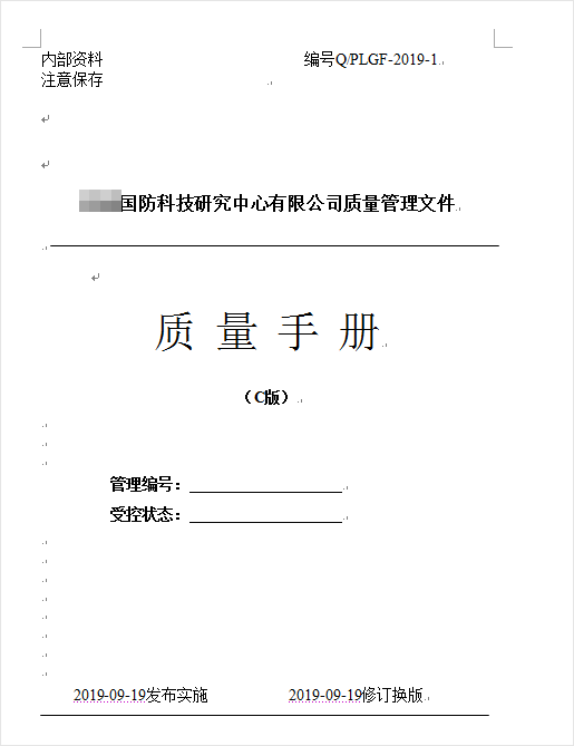 内部资料 编号Q/PLGF-2019-1
注意保存
国防科技研究中心有限公司质量管理文件
质 量 手 册
（C版）
管理编号：
受控状态：
2019-09-19发布实施 2019-09-19修订换版